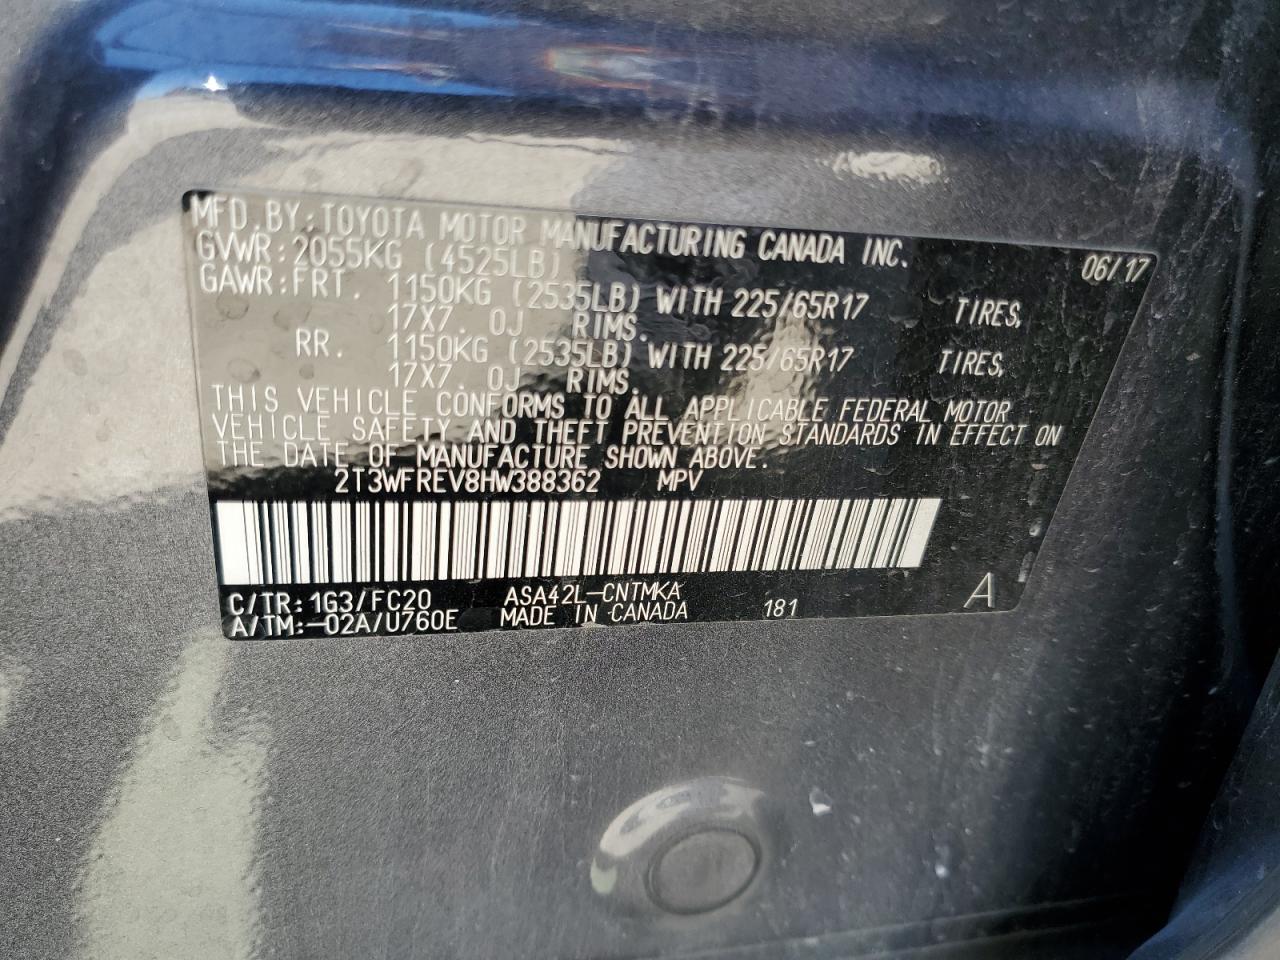 MFD.BY:TOYOTA MOTOR MANUFACTURING CANADA INC.
GVWR:2055KG (4525LB) 06/17
GAWR:FRT. 1150KG (2535LB) WITH 225/65R17 TIRES,
17X7.0J RIMS.
RR. 1150KG (2535LB) WITH 225/65R17 TIRES,
17X7.0J RIMS.
THIS VEHICLE CONFORMS TO ALL APPLICABLE FEDERAL MOTOR
VEHICLE SAFETY AND THEFT PREVENTION STANDARDS IN EFFECT ON
THE DATE OF MANUFACTURE SHOWN ABOVE.
2T3WFREV8HW388362 MPV
C/TR:1G3/FC20 ASA42L-CNTMKA
A/TM:-02A/U760E MADE IN CANADA 181 A